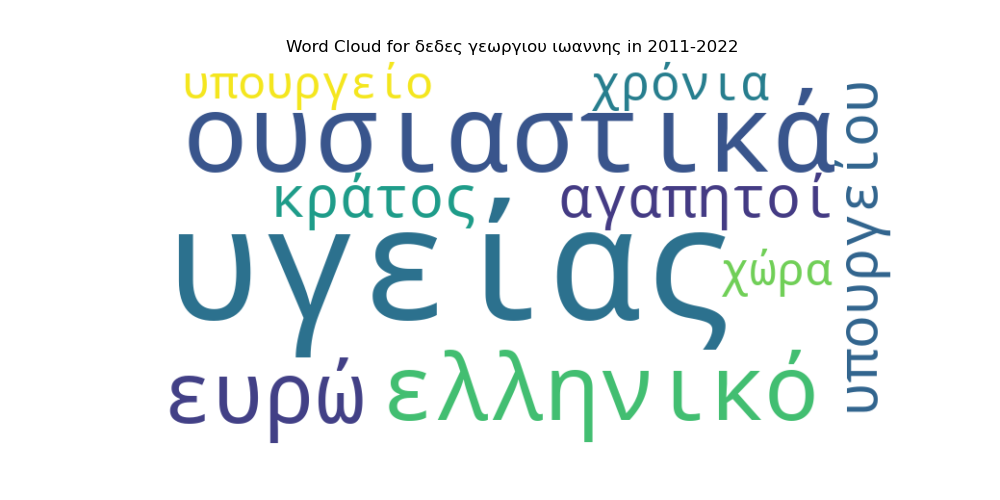 Word Cloud for δεδες γεωργιου ιωαννης in 2011-2022
υπουργείο χρόνια
ουσιαστικά
κράτος αγαπητοί
υγείας
χώρα
υπουργείου
ευρώ ελληνικό